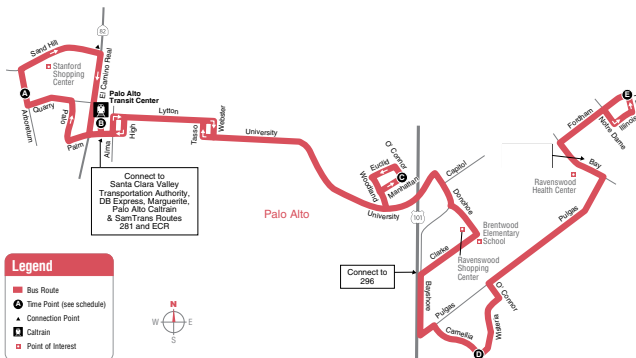 82
Sand Hill
Stanford
Shopping
Center
El Camino Real
A
Arboretum
Quarry
Palo
Palm
Palo Alto
Transit Center
B
Alma
High
Lytton
Tasso
Webster
University
Connect to
Santa Clara Valley
Transportation Authority,
DB Express, Marguerite,
Palo Alto Caltrain
& SamTrans Routes
281 and ECR
Palo Alto
Euclid
O' Connor
Woodland
C
Manhattan
University
101
Capitol
Donohoe
Brentwood
Elementary
School
Clarke
Ravenswood
Shopping
Center
Connect to
296
Bayshore
Pulgas
Camellia
D
Wisteria
O' Connor
Pulgas
Ravenswood
Health Center
Bay
Fordham
Notre Dame
E
Illinois
Legend
Bus Route
A Time Point (see schedule)
Connection Point
Caltrain
Point of Interest
N
W E
S